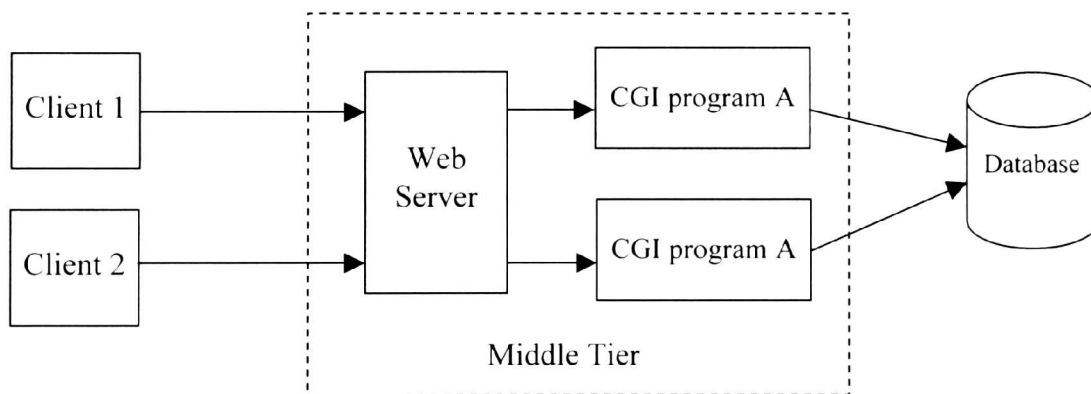 Client 1
Client 2
Web
Server
CGI program A
CGI program A
Middle Tier
Database